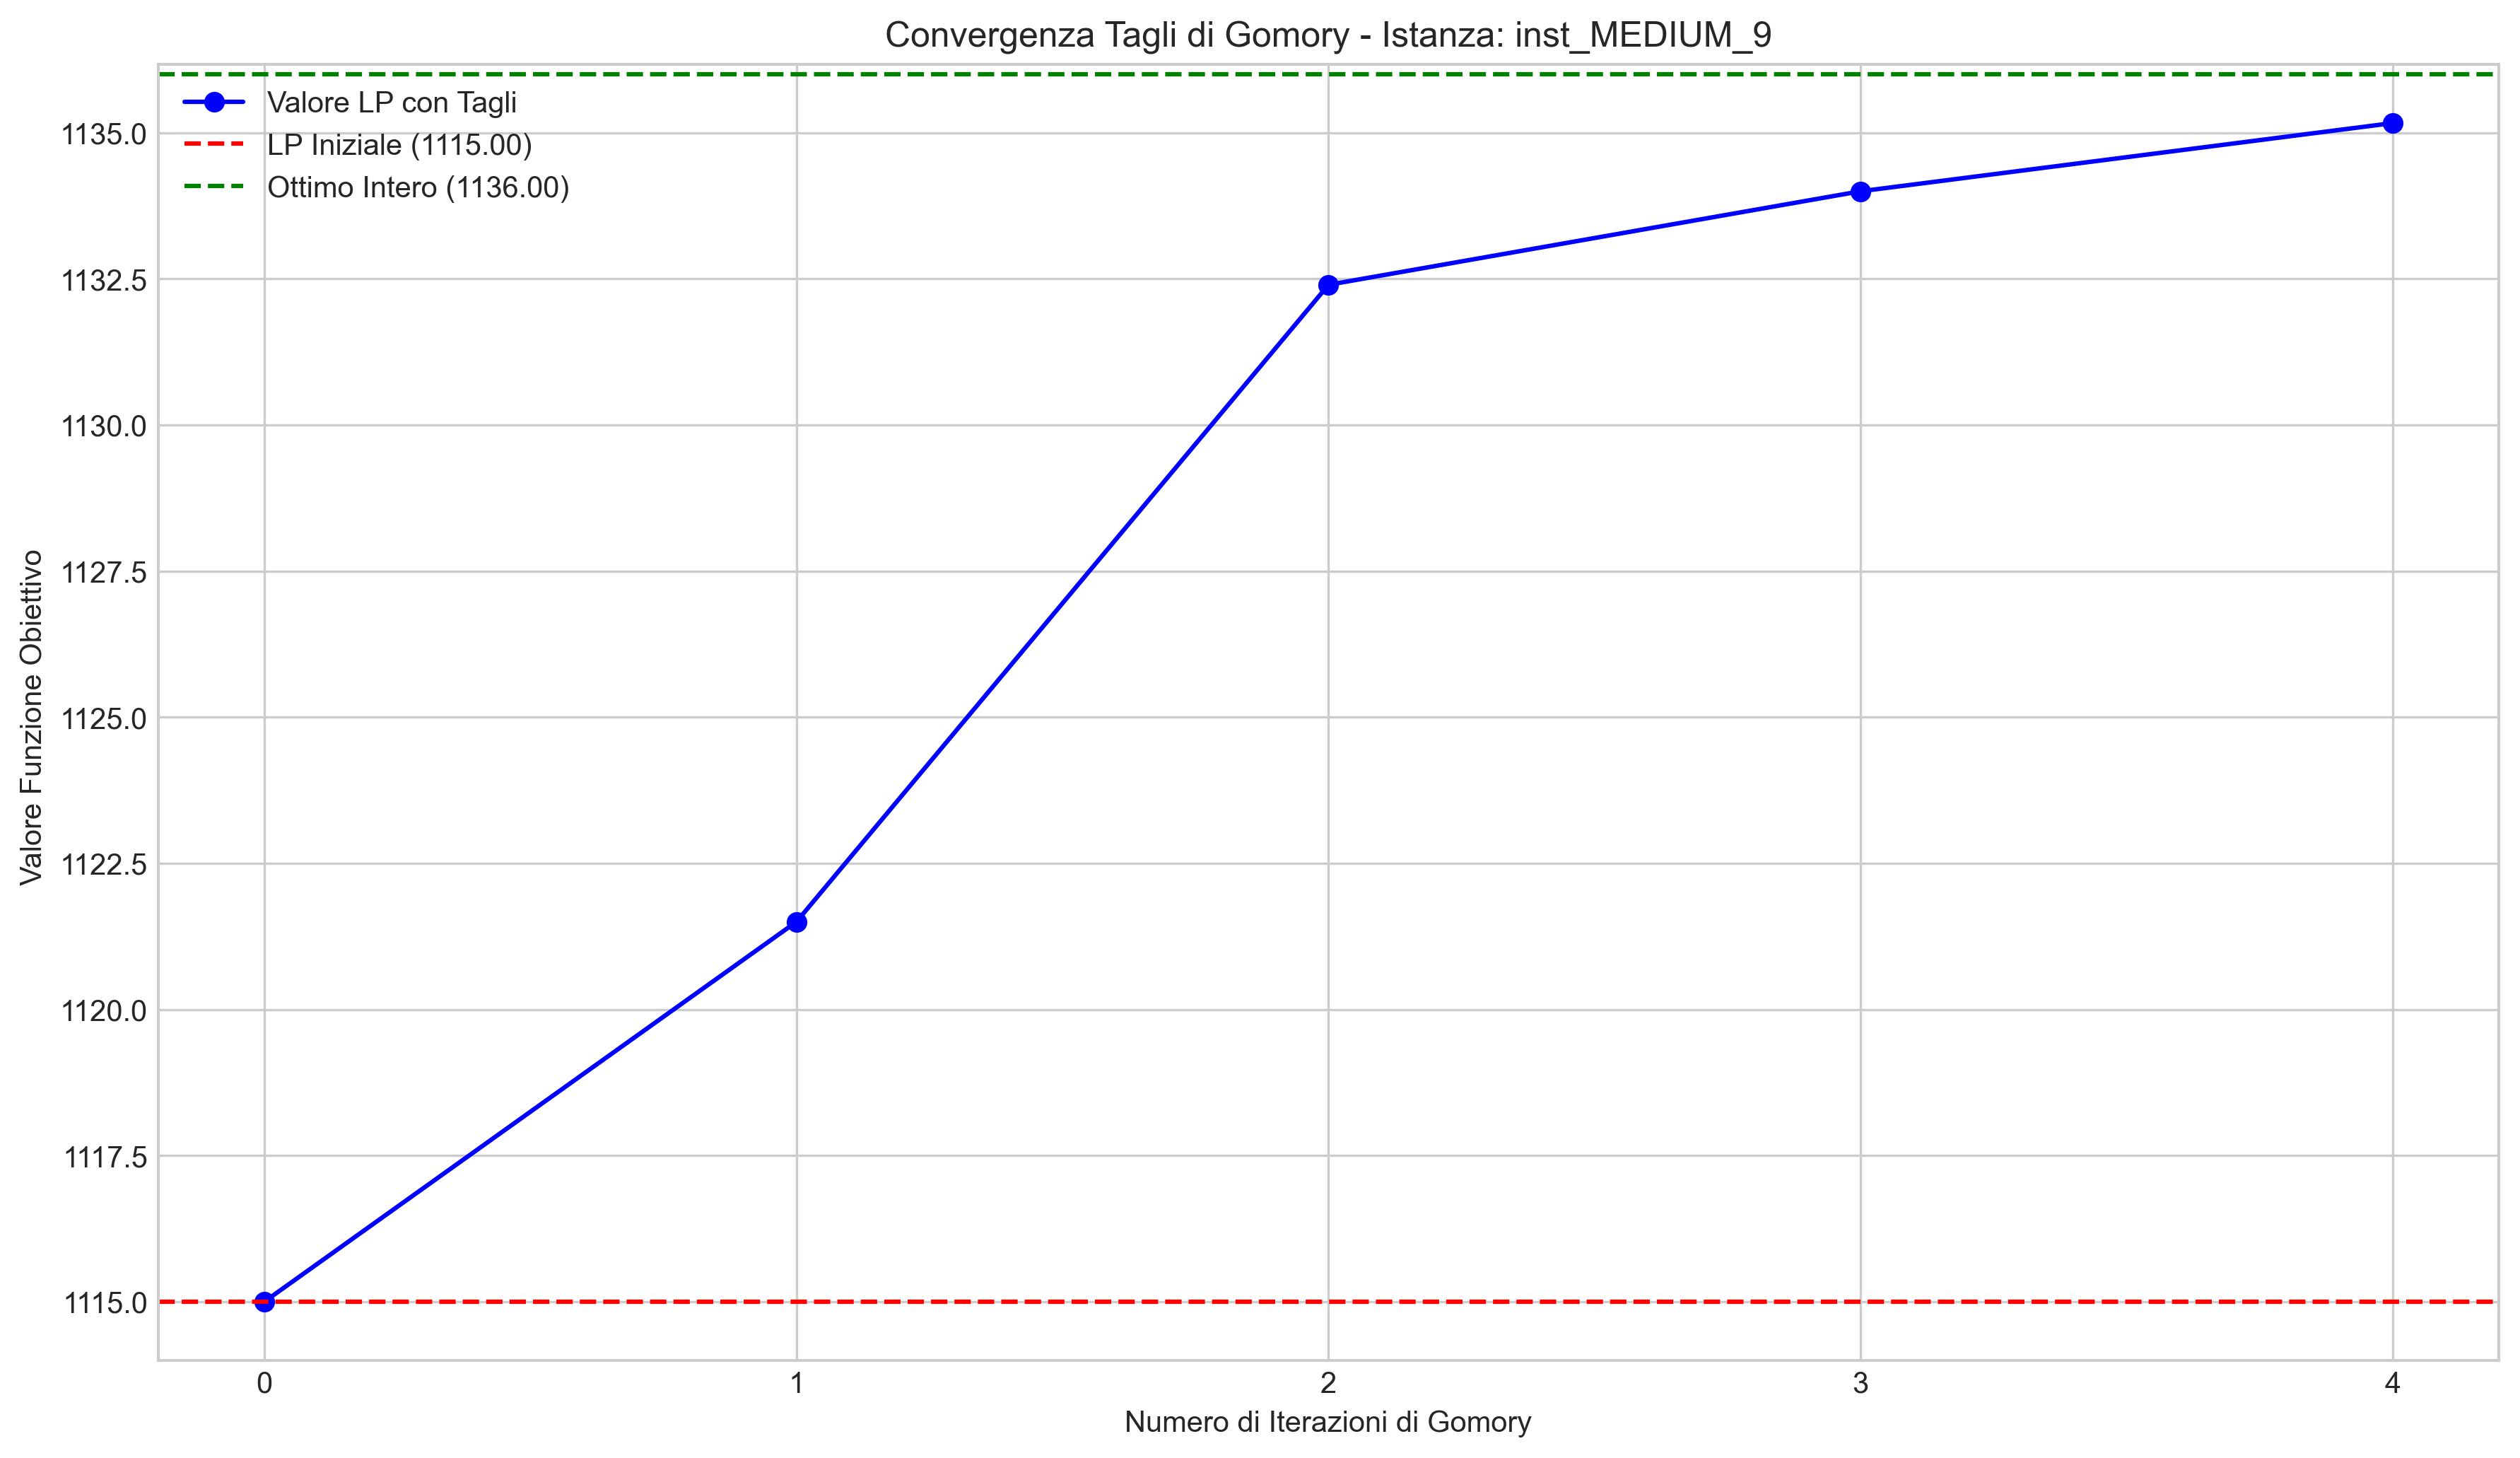 Convergenza Tagli di Gomory - Istanza: inst_MEDIUM_9
Valore LP con Tagli
LP Iniziale (1115.00)
Ottimo Intero (1136.00)
1135.0
1132.5
1130.0
1127.5
1125.0
1122.5
1120.0
1117.5
1115.0
Valore Funzione Obiettivo
0 1 2 3 4
Numero di Iterazioni di Gomory